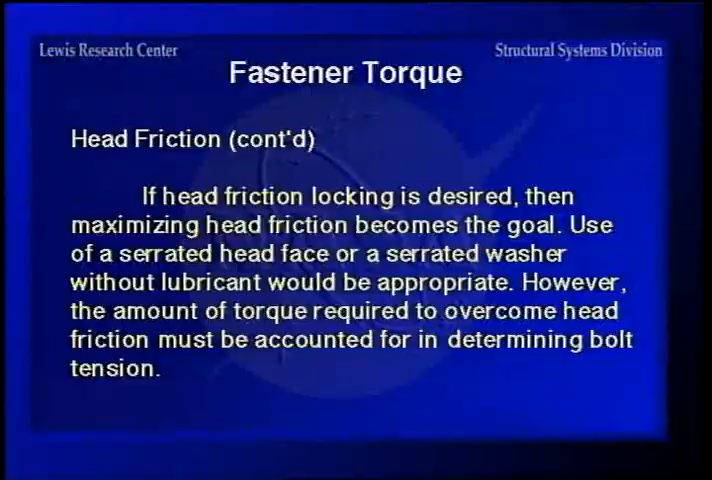 Lewis Research Center
Structural Systems Division
Fastener Torque
Head Friction (cont'd)
If head friction locking is desired, then
maximizing head friction becomes the goal. Use
of a serrated head face or a serrated washer
without lubricant would be appropriate. However,
the amount of torque required to overcome head
friction must be accounted for in determining bolt
tension.